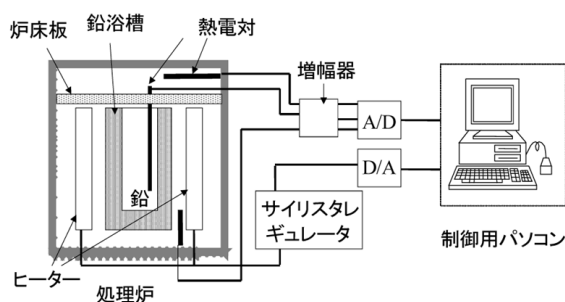 炉床板
鉛浴槽
熱電対
増幅器
A/D
D/A
鉛
サイリスタレ
ギュレータ
制御用パソコン
ヒーター
処理炉